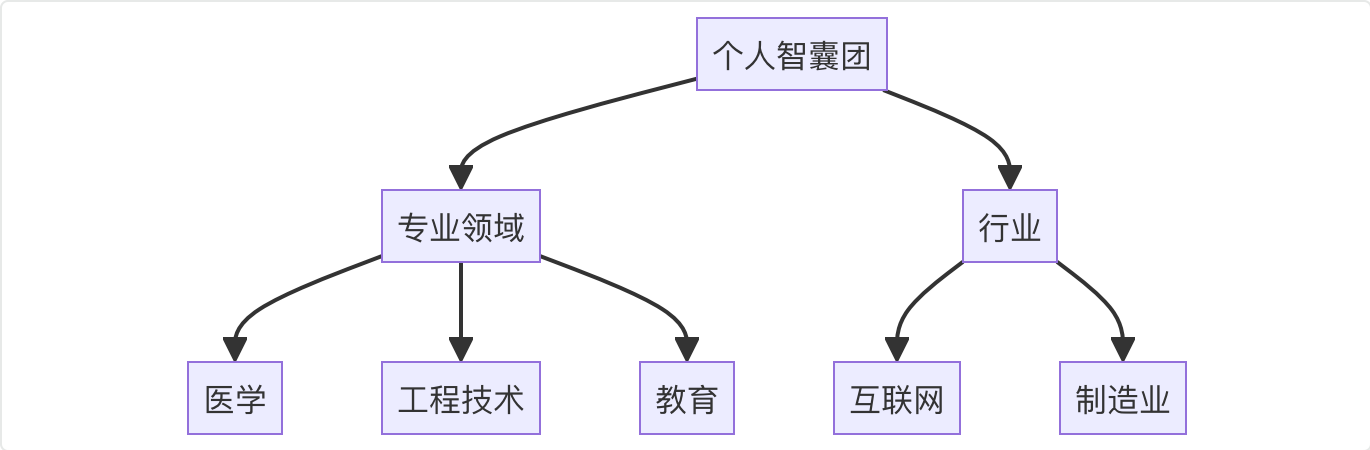 个人智囊团
专业领域
行业
医学
工程技术
教育
互联网
制造业